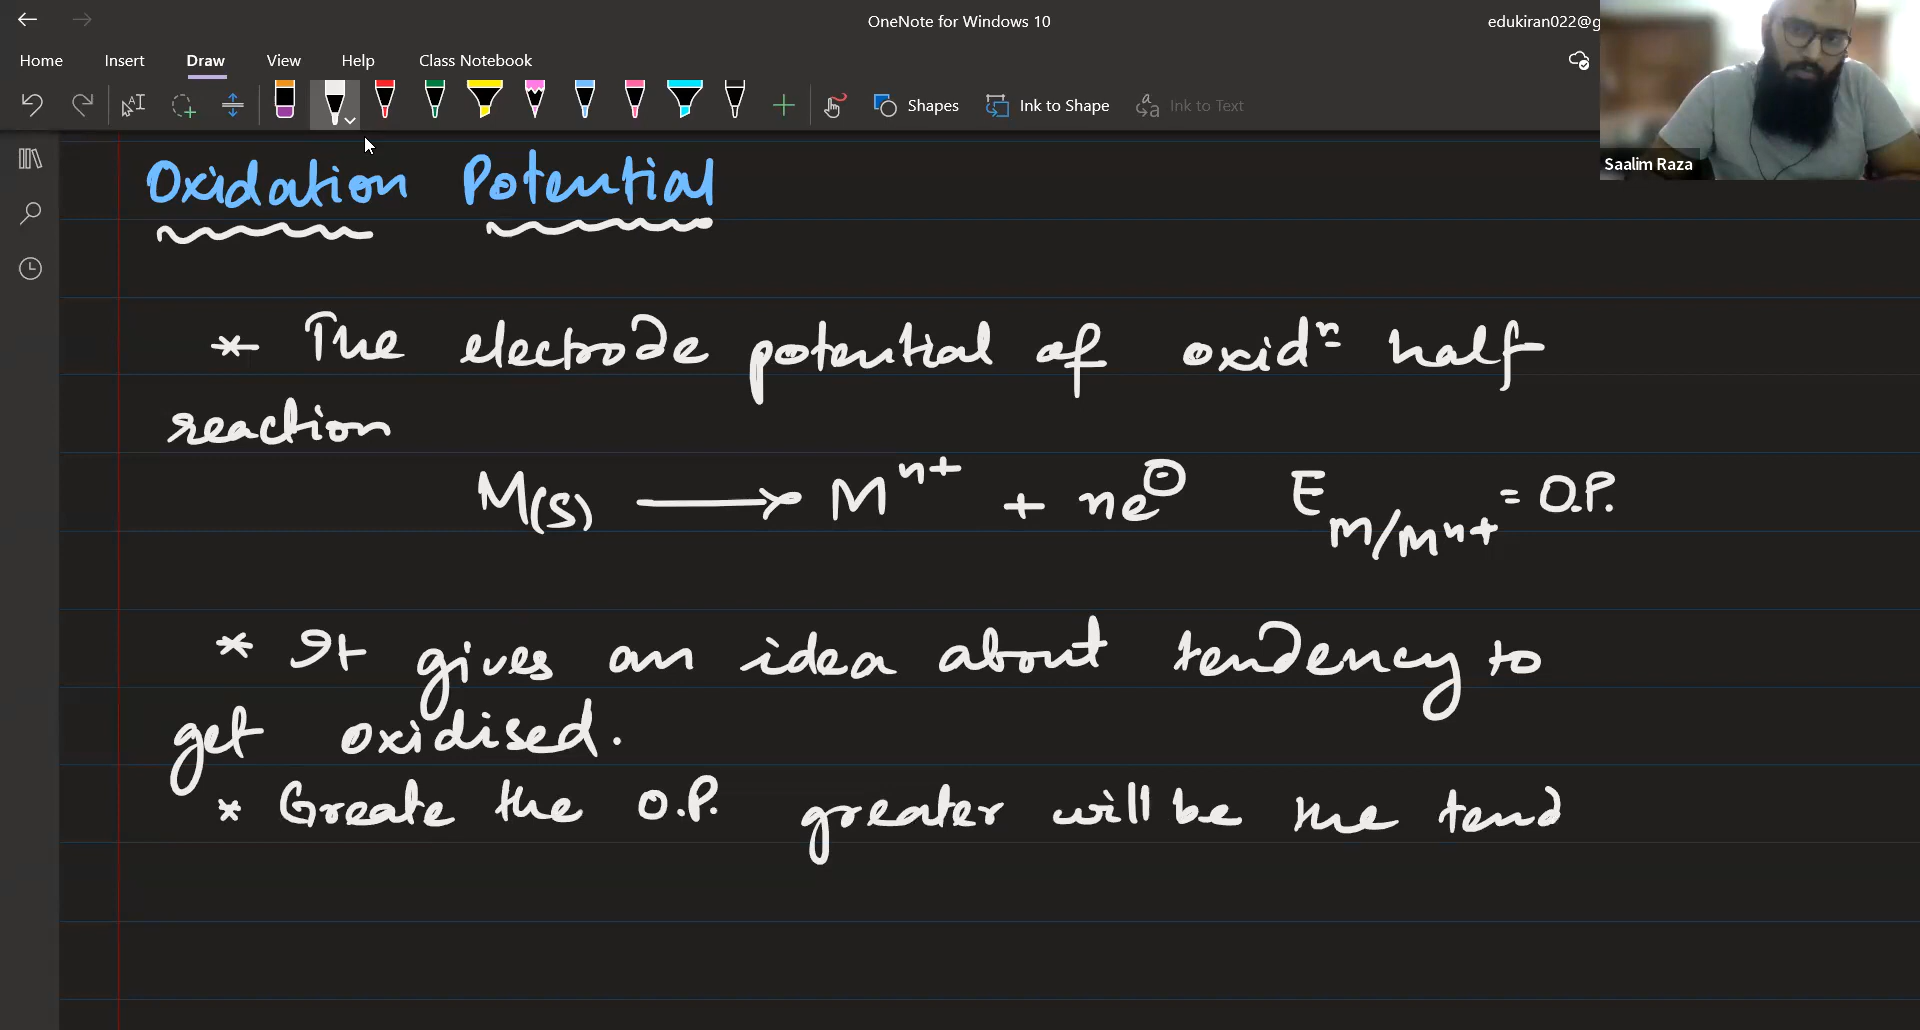 OneNote for Windows 10
edukiran022@g
Home Insert Draw View Help Class Notebook
Shapes Ink to Shape Ink to Text
Saalim Raza
Oxidation Potential
* The electrode potential of oxidⁿ half
reaction
M(s) ⟶ Mⁿ⁺ + ne⊖ E M/Mⁿ⁺ = O.P.
* It gives an idea about tendency to
get oxidised.
* Greate the O.P. greater will be the tend